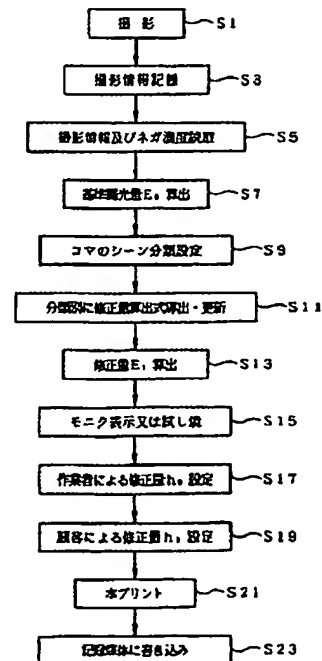 撮影
S1
撮影情報記録
S3
撮影情報及びネガ濃度読取
S5
基準露光量E₀算出
S7
コマのシーン分類設定
S9
分類別に修正量算出式算出・更新
S11
修正量E₁算出
S13
モニタ表示又は試し焼
S15
作業者による修正量h₀設定
S17
顧客による修正量h₁設定
S19
本プリント
S21
記憶媒体に書き込み
S23